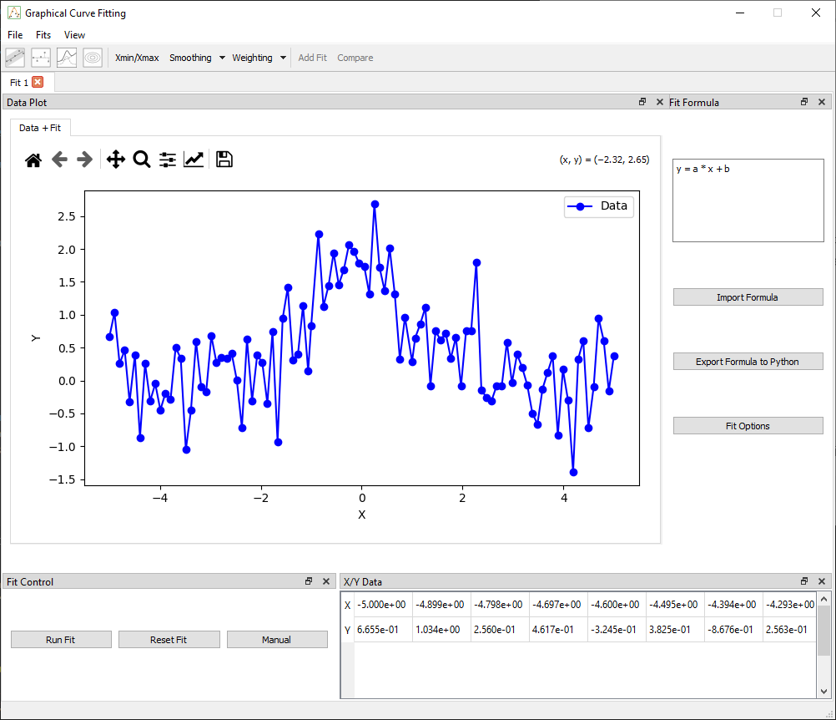 Graphical Curve Fitting
File Fits View
Xmin/Xmax Smoothing Weighting Add Fit Compare
Fit 1
Data Plot
Fit Formula
Data + Fit
(x, y) = (−2.32, 2.65)
y = a * x + b
Data
2.5
2.0
1.5
1.0
0.5
0.0
−0.5
−1.0
−1.5
Y
−4 −2 0 2 4
X
Import Formula
Export Formula to Python
Fit Options
Fit Control
Run Fit Reset Fit Manual
X/Y Data
X -5.000e+00 -4.899e+00 -4.798e+00 -4.697e+00 -4.600e+00 -4.495e+00 -4.394e+00 -4.293e+00
Y 6.655e-01 1.034e+00 2.560e-01 4.617e-01 -3.245e-01 3.825e-01 -8.676e-01 2.563e-01